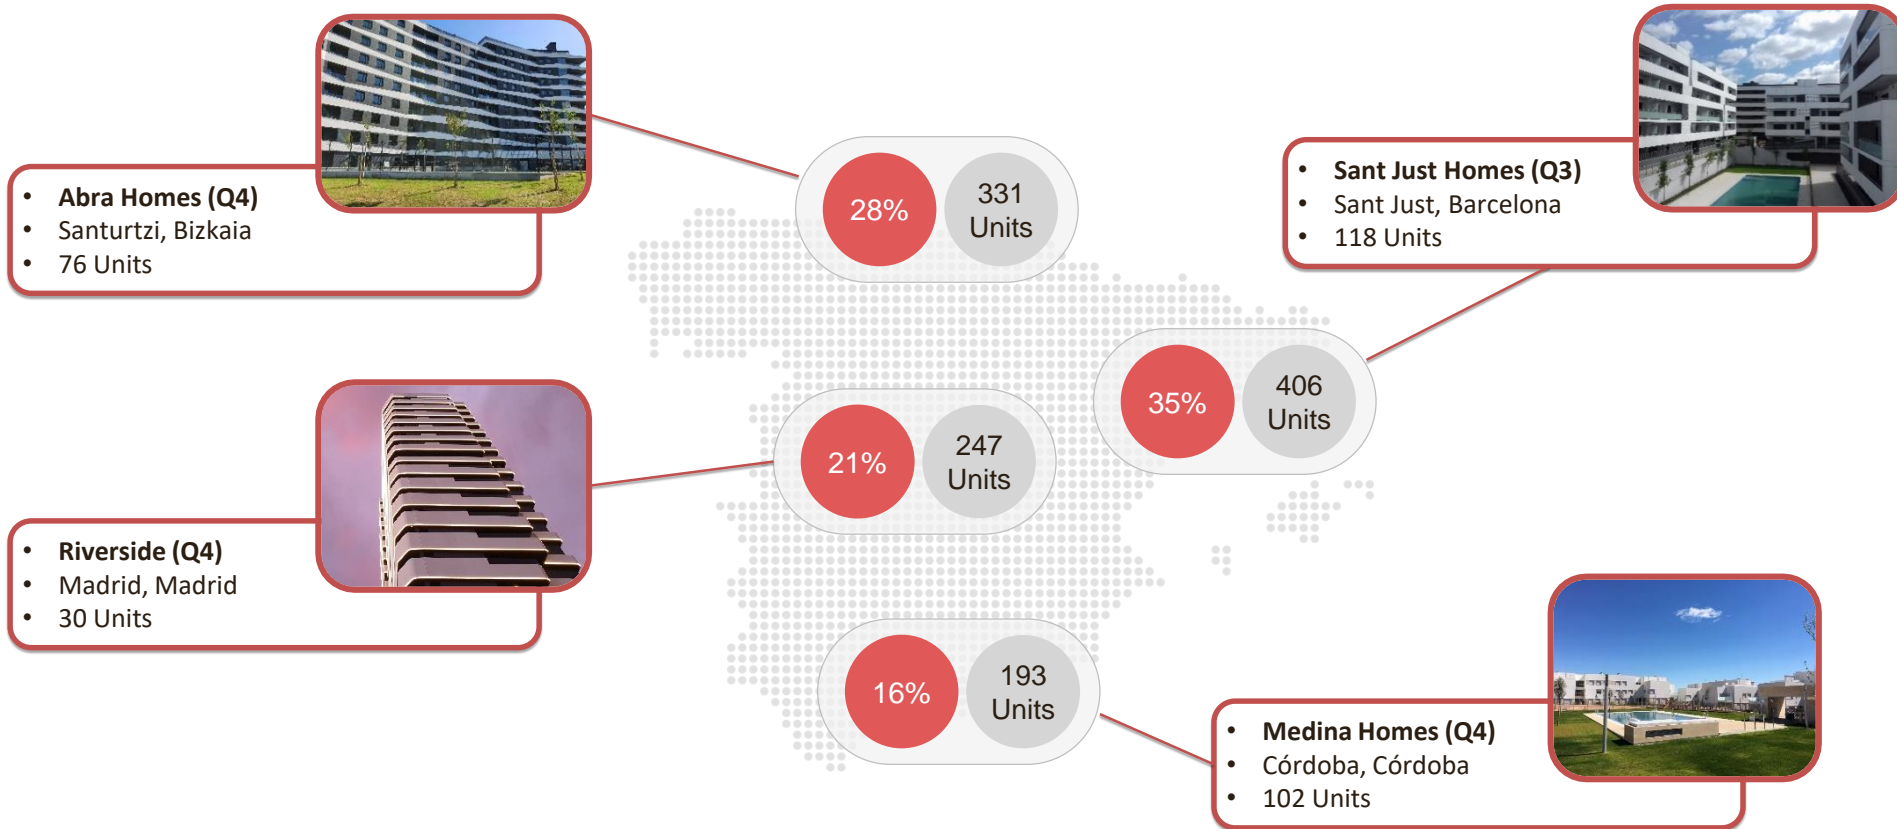 • Abra Homes (Q4)
• Santurtzi, Bizkaia
• 76 Units
28%
331
Units
• Sant Just Homes (Q3)
• Sant Just, Barcelona
• 118 Units
35%
406
Units
21%
247
Units
• Riverside (Q4)
• Madrid, Madrid
• 30 Units
16%
193
Units
• Medina Homes (Q4)
• Córdoba, Córdoba
• 102 Units